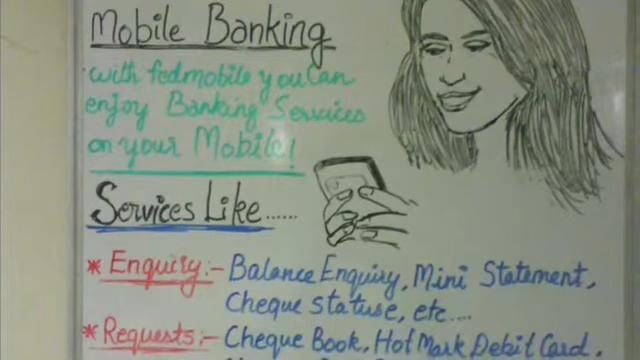 Mobile Banking
with fedmobile you can
enjoy Banking Services
on your Mobile!
Services Like......
* Enquiry:- Balance Enquiry, Mini Statement,
Cheque statuse, etc....
* Requests:- Cheque Book, Hot Mark Debit Card,